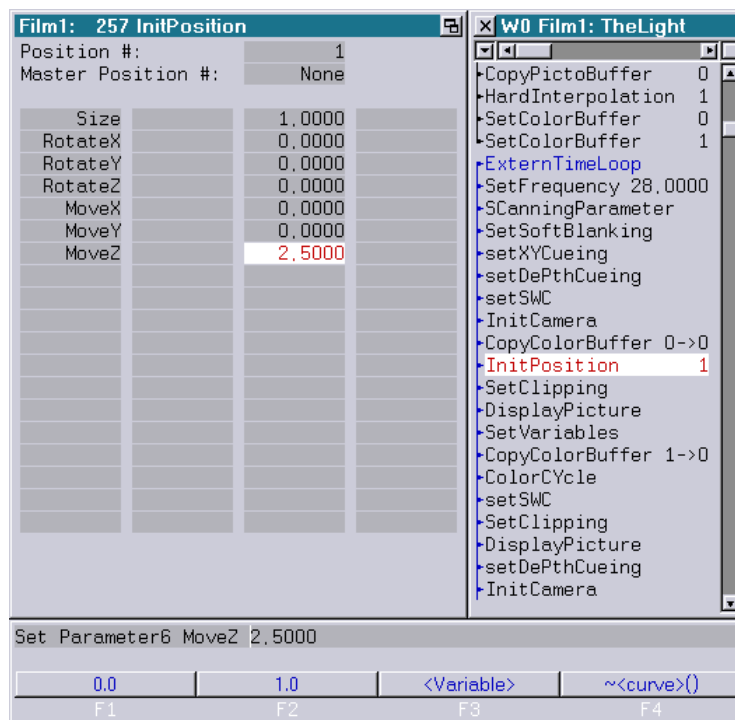 Film1: 257 InitPosition
Position #: 1
Master Position #: None
Size 1.0000
RotateX 0.0000
RotateY 0.0000
RotateZ 0.0000
MoveX 0.0000
MoveY 0.0000
MoveZ 2.5000
W0 Film1: TheLight
CopyPictoBuffer 0
HardInterpolation 1
SetColorBuffer 0
SetColorBuffer 1
ExternTimeLoop
SetFrequency 28.0000
SCanningParameter
SetSoftBlanking
setXYCueing
setDePthCueing
setSWC
InitCamera
CopyColorBuffer 0->0
InitPosition 1
SetClipping
DisplayPicture
SetVariables
CopyColorBuffer 1->0
ColorCYcle
setSWC
SetClipping
DisplayPicture
setDePthCueing
InitCamera
Set Parameter6 MoveZ 2.5000
0.0 1.0 <Variable> ~<curve>()
F1 F2 F3 F4